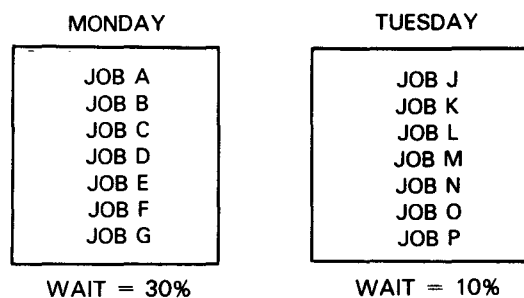 MONDAY
JOB A
JOB B
JOB C
JOB D
JOB E
JOB F
JOB G
WAIT = 30%
TUESDAY
JOB J
JOB K
JOB L
JOB M
JOB N
JOB O
JOB P
WAIT = 10%